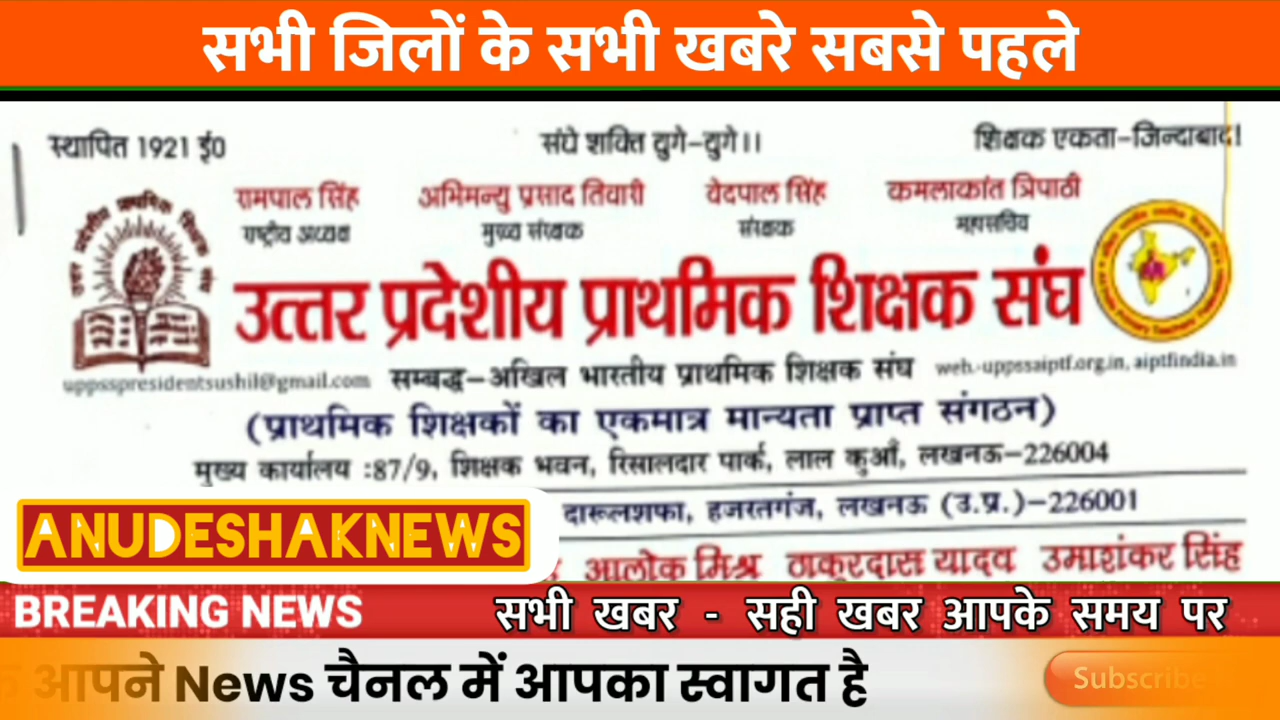 सभी जिलों के सभी खबरे सबसे पहले
स्थापित 1921 ई0 संघे शक्ति युगे-युगे।। शिक्षक एकता-जिन्दाबाद!
रामपाल सिंह अभिमन्यु प्रसाद तिवारी वेदपाल सिंह कमलाकांत त्रिपाठी
राष्ट्रीय अध्यक्ष मुख्य संरक्षक संरक्षक महासचिव
उत्तर प्रदेशीय प्राथमिक शिक्षक संघ
uppsspresidentsushil@gmail.com सम्बद्ध-अखिल भारतीय प्राथमिक शिक्षक संघ web.-uppssaiptf.org.in, aiptfindia.in
(प्राथमिक शिक्षकों का एकमात्र मान्यता प्राप्त संगठन)
मुख्य कार्यालय :87/9, शिक्षक भवन, रिसालदार पार्क, लाल कुआँ, लखनऊ-226004
दारूलशफा, हजरतगंज, लखनऊ (उ.प्र.)-226001
ANUDESHAKNEWS
आलोक मिश्र ठाकुरदास यादव उमाशंकर सिंह
BREAKING NEWS सभी खबर - सही खबर आपके समय पर
आपने News चैनल में आपका स्वागत है Subscribe